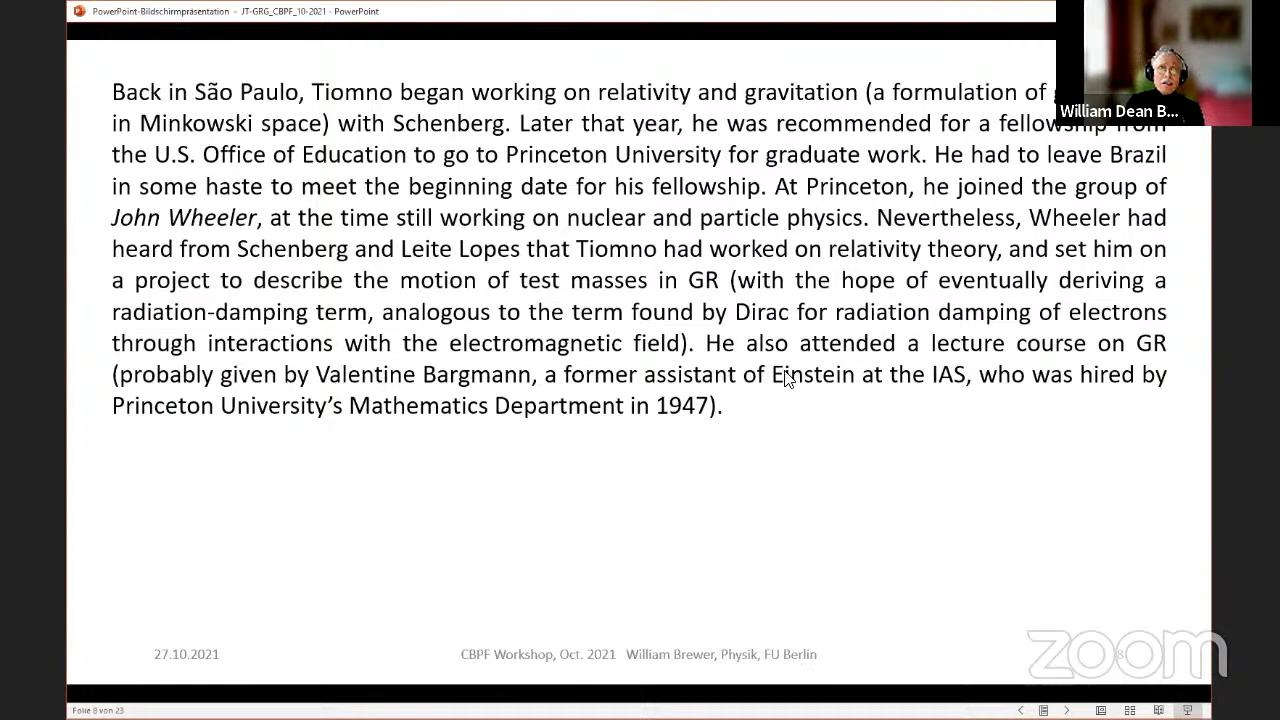 PowerPoint-Bildschirmpräsentation - JT-GRG_CBPF_10-2021 - PowerPoint
William Dean B...
Back in São Paulo, Tiomno began working on relativity and gravitation (a formulation of
in Minkowski space) with Schenberg. Later that year, he was recommended for a fellowship from
the U.S. Office of Education to go to Princeton University for graduate work. He had to leave Brazil
in some haste to meet the beginning date for his fellowship. At Princeton, he joined the group of
John Wheeler, at the time still working on nuclear and particle physics. Nevertheless, Wheeler had
heard from Schenberg and Leite Lopes that Tiomno had worked on relativity theory, and set him on
a project to describe the motion of test masses in GR (with the hope of eventually deriving a
radiation-damping term, analogous to the term found by Dirac for radiation damping of electrons
through interactions with the electromagnetic field). He also attended a lecture course on GR
(probably given by Valentine Bargmann, a former assistant of Einstein at the IAS, who was hired by
Princeton University's Mathematics Department in 1947).
27.10.2021
CBPF Workshop, Oct. 2021 William Brewer, Physik, FU Berlin
8
zoom
Folie 8 von 23